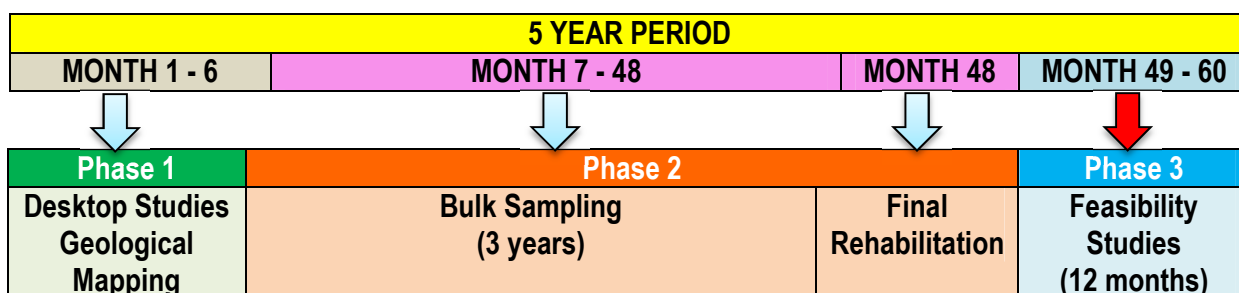 5 YEAR PERIOD
MONTH 1 - 6
MONTH 7 - 48
MONTH 48
MONTH 49 - 60
Phase 1
Phase 2
Phase 3
Desktop Studies
Geological
Mapping
Bulk Sampling
(3 years)
Final
Rehabilitation
Feasibility
Studies
(12 months)